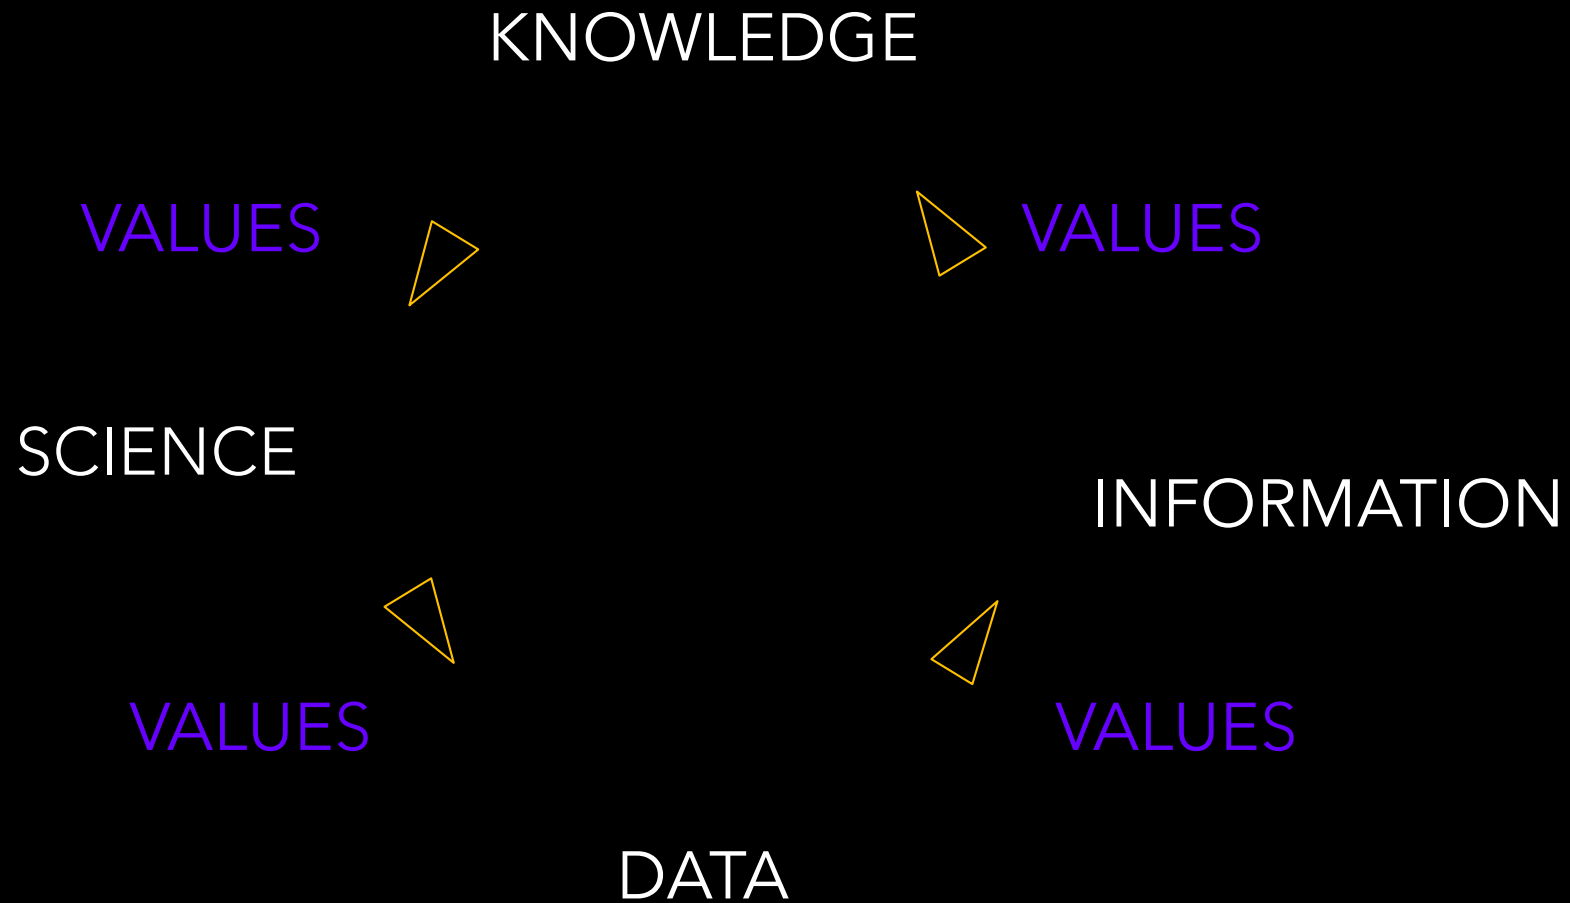 KNOWLEDGE
VALUES
VALUES
SCIENCE
INFORMATION
VALUES
VALUES
DATA